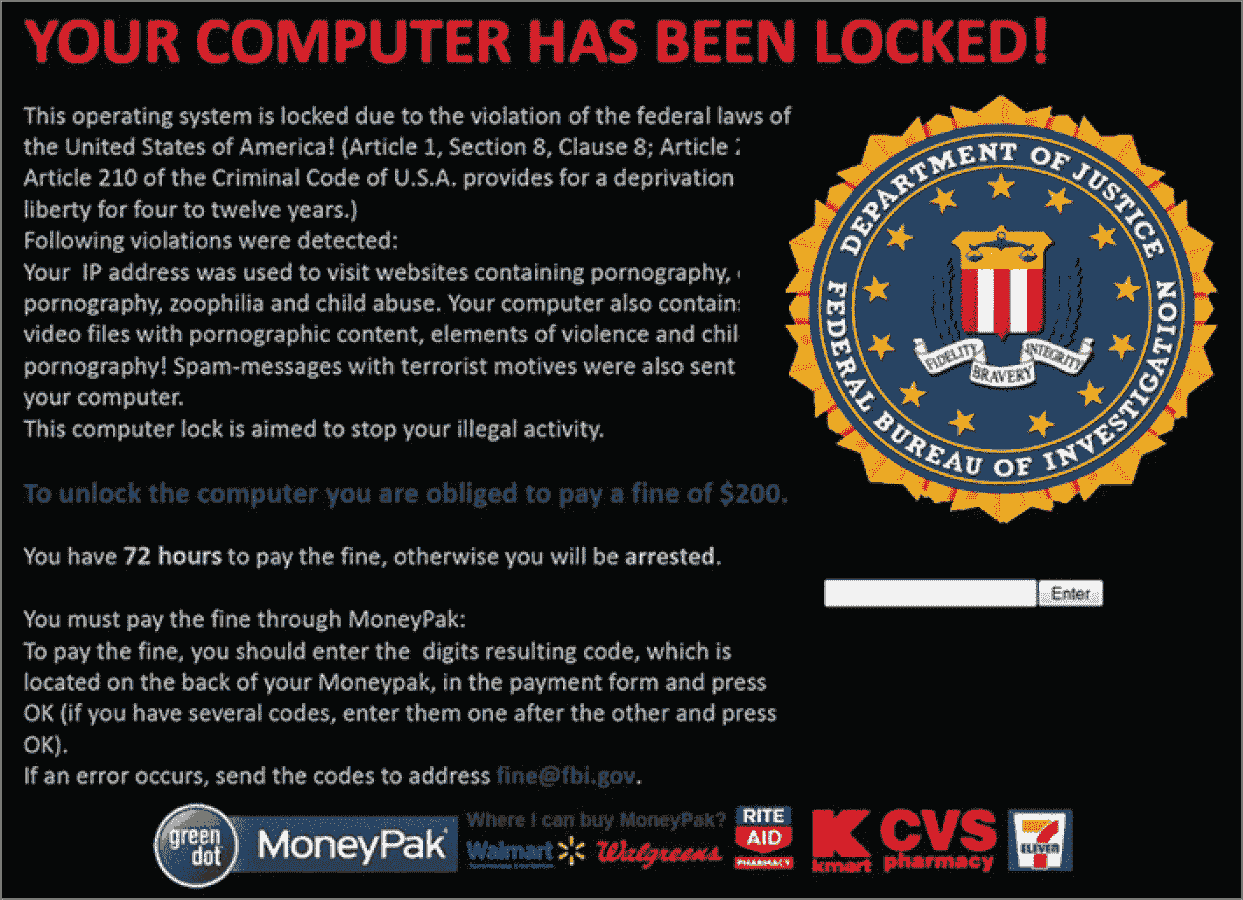 YOUR COMPUTER HAS BEEN LOCKED!
This operating system is locked due to the violation of the federal laws of
the United States of America! (Article 1, Section 8, Clause 8; Article
Article 210 of the Criminal Code of U.S.A. provides for a deprivation
liberty for four to twelve years.)
Following violations were detected:
Your IP address was used to visit websites containing pornography,
pornography, zoophilia and child abuse. Your computer also contain
video files with pornographic content, elements of violence and chil
pornography! Spam-messages with terrorist motives were also sent
your computer.
This computer lock is aimed to stop your illegal activity.
To unlock the computer you are obliged to pay a fine of $200.
You have 72 hours to pay the fine, otherwise you will be arrested.
You must pay the fine through MoneyPak:
To pay the fine, you should enter the digits resulting code, which is
located on the back of your Moneypak, in the payment form and press
OK (if you have several codes, enter them one after the other and press
OK).
If an error occurs, send the codes to address fine@fbi.gov.
DEPARTMENT OF JUSTICE
FEDERAL BUREAU OF INVESTIGATION
FIDELITY BRAVERY INTEGRITY
Enter
green
dot
MoneyPak
Where I can buy MoneyPak?
Walmart
Walgreens
RITE
AID
PHARMACY
K
kmart
CVS
pharmacy
7
ELEVEN